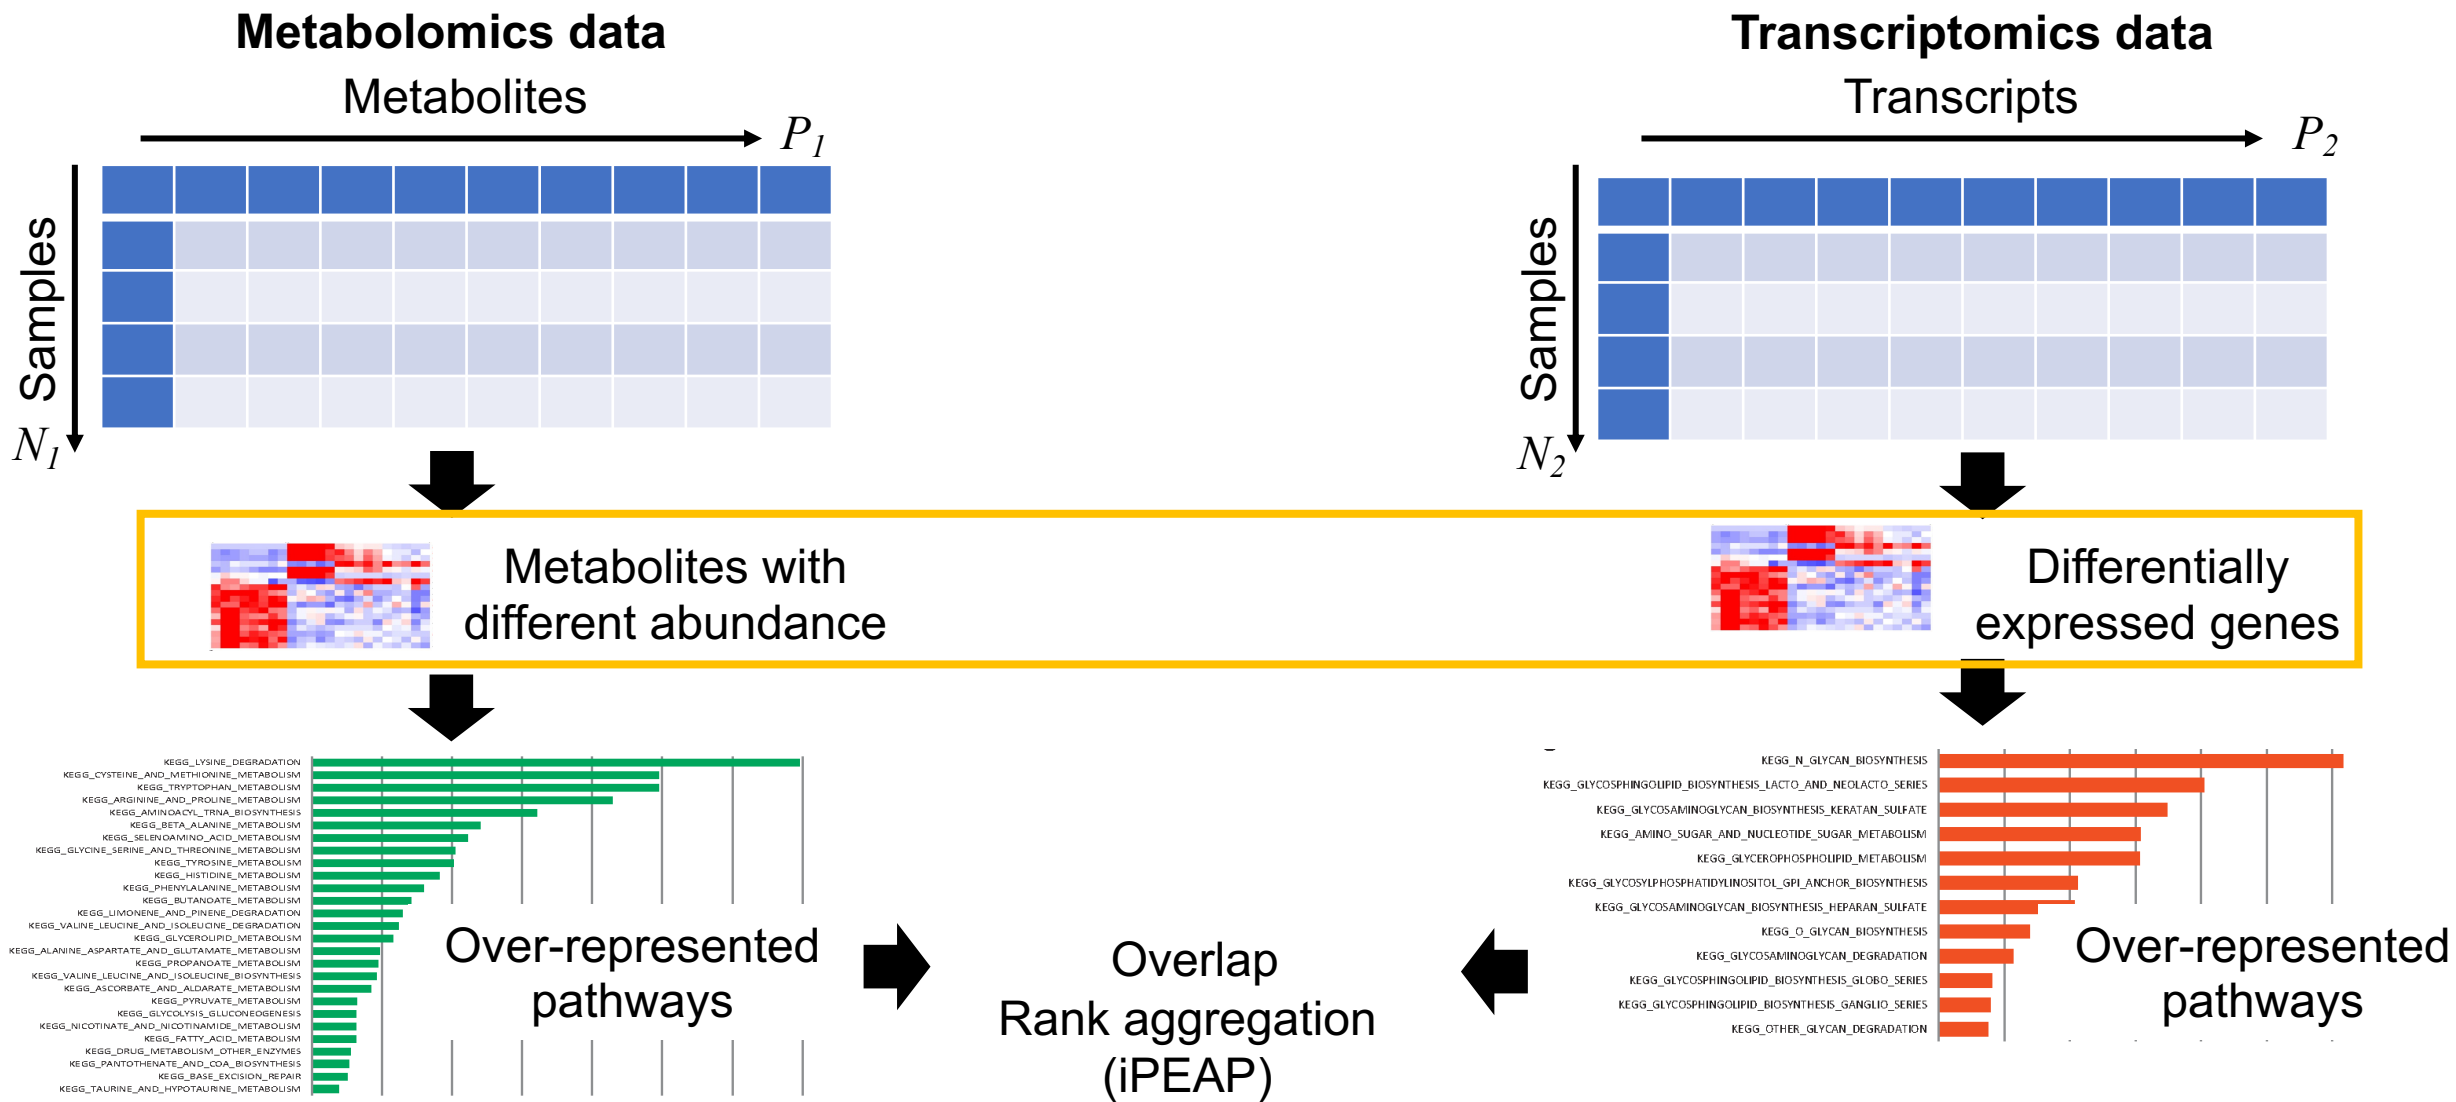 Metabolomics data
Metabolites
P1
Samples
N1
Transcriptomics data
Transcripts
P2
Samples
N2
Metabolites with
different abundance
Differentially
expressed genes
KEGG_LYSINE_DEGRADATION
KEGG_CYSTEINE_AND_METHIONINE_METABOLISM
KEGG_TRYPTOPHAN_METABOLISM
KEGG_ARGININE_AND_PROLINE_METABOLISM
KEGG_AMINOACYL_TRNA_BIOSYNTHESIS
KEGG_BETA_ALANINE_METABOLISM
KEGG_SELENOAMINO_ACID_METABOLISM
KEGG_GLYCINE_SERINE_AND_THREONINE_METABOLISM
KEGG_TYROSINE_METABOLISM
KEGG_HISTIDINE_METABOLISM
KEGG_PHENYLALANINE_METABOLISM
KEGG_BUTANOATE_METABOLISM
KEGG_LIMONENE_AND_PINENE_DEGRADATION
KEGG_VALINE_LEUCINE_AND_ISOLEUCINE_DEGRADATION
KEGG_GLYCEROLIPID_METABOLISM
KEGG_ALANINE_ASPARTATE_AND_GLUTAMATE_METABOLISM
KEGG_PROPANOATE_METABOLISM
KEGG_VALINE_LEUCINE_AND_ISOLEUCINE_BIOSYNTHESIS
KEGG_ASCORBATE_AND_ALDARATE_METABOLISM
KEGG_PYRUVATE_METABOLISM
KEGG_GLYCOLYSIS_GLUCONEOGENESIS
KEGG_NICOTINATE_AND_NICOTINAMIDE_METABOLISM
KEGG_FATTY_ACID_METABOLISM
KEGG_DRUG_METABOLISM_OTHER_ENZYMES
KEGG_PANTOTHENATE_AND_COA_BIOSYNTHESIS
KEGG_BASE_EXCISION_REPAIR
KEGG_TAURINE_AND_HYPOTAURINE_METABOLISM
Over-represented
pathways
Overlap
Rank aggregation
(iPEAP)
KEGG_N_GLYCAN_BIOSYNTHESIS
KEGG_GLYCOSPHINGOLIPID_BIOSYNTHESIS_LACTO_AND_NEOLACTO_SERIES
KEGG_GLYCOSAMINOGLYCAN_BIOSYNTHESIS_KERATAN_SULFATE
KEGG_AMINO_SUGAR_AND_NUCLEOTIDE_SUGAR_METABOLISM
KEGG_GLYCEROPHOSPHOLIPID_METABOLISM
KEGG_GLYCOSYLPHOSPHATIDYLINOSITOL_GPI_ANCHOR_BIOSYNTHESIS
KEGG_GLYCOSAMINOGLYCAN_BIOSYNTHESIS_HEPARAN_SULFATE
KEGG_O_GLYCAN_BIOSYNTHESIS
KEGG_GLYCOSAMINOGLYCAN_DEGRADATION
KEGG_GLYCOSPHINGOLIPID_BIOSYNTHESIS_GLOBO_SERIES
KEGG_GLYCOSPHINGOLIPID_BIOSYNTHESIS_GANGLIO_SERIES
KEGG_OTHER_GLYCAN_DEGRADATION
Over-represented
pathways